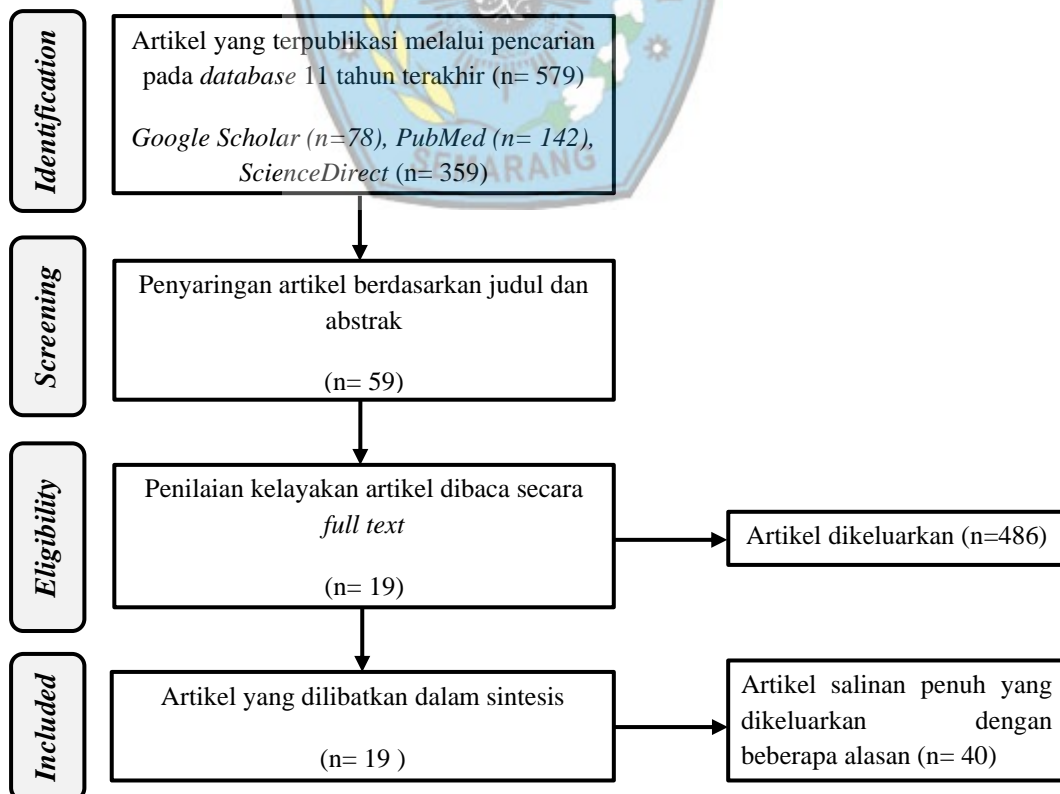 Identification
Artikel yang terpublikasi melalui pencarian
pada database 11 tahun terakhir (n= 579)
Google Scholar (n=78), PubMed (n= 142),
ScienceDirect (n= 359)
SEMARANG
Screening
Penyaringan artikel berdasarkan judul dan
abstrak
(n= 59)
Eligibility
Penilaian kelayakan artikel dibaca secara
full text
(n= 19)
Artikel dikeluarkan (n=486)
Included
Artikel yang dilibatkan dalam sintesis
(n= 19 )
Artikel salinan penuh yang
dikeluarkan dengan
beberapa alasan (n= 40)